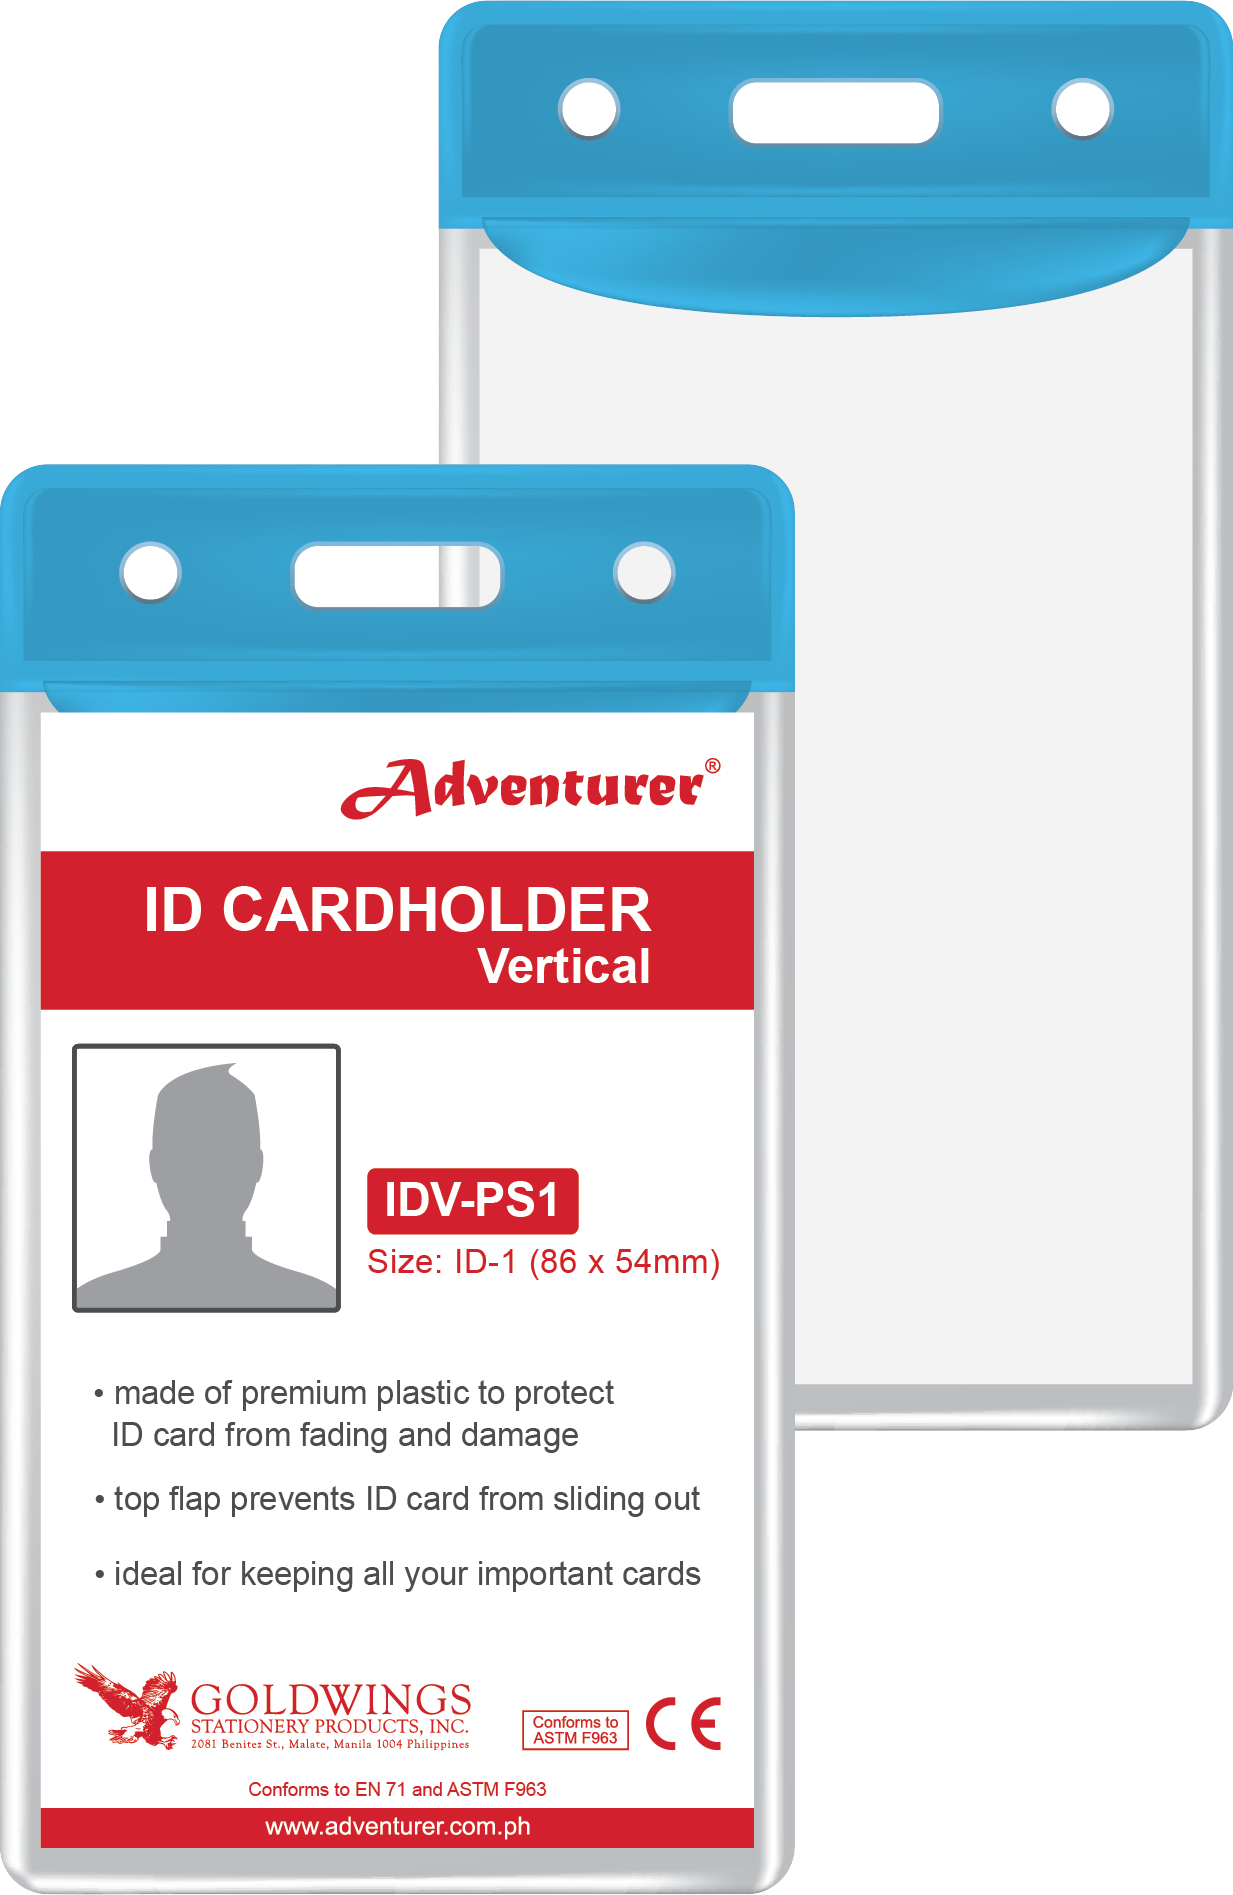 Adventurer®
ID CARDHOLDER
Vertical
IDV-PS1
Size: ID-1 (86 x 54mm)
• made of premium plastic to protect
ID card from fading and damage
• top flap prevents ID card from sliding out
• ideal for keeping all your important cards
GOLDWINGS
STATIONERY PRODUCTS, INC.
2081 Benitez St., Malate, Manila 1004 Philippines
Conforms to
ASTM F963
CE
Conforms to EN 71 and ASTM F963
www.adventurer.com.ph